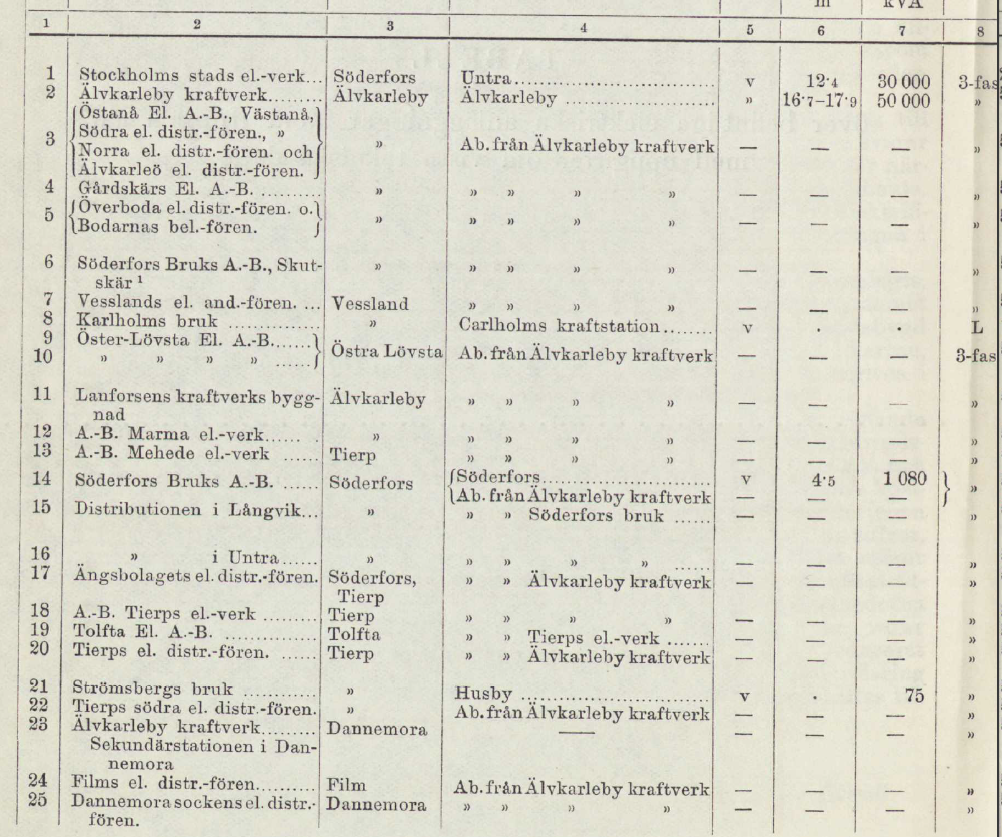 m kVA
1 2 3 4 5 6 7 8
1 Stockholms stads el.-verk... Söderfors Untra..................... v 12·4 30 000 3-fas
2 Älvkarleby kraftverk......... Älvkarleby Älvkarleby ................ » 16·7–17·9 50 000 »
Östanå El. A.-B., Västanå,
3 Södra el. distr.-fören., » » Ab. från Älvkarleby kraftverk — — — »
Norra el. distr.-fören. och
Älvkarleö el. distr.-fören.
4 Gårdskärs El. A.-B. .......... » » » » » — — — »
5 Överboda el. distr.-fören. o. » » » » » — — — »
Bodarnas bel.-fören.
6 Söderfors Bruks A.-B., Skut- » » » » » — — — »
skär ¹
7 Vesslands el. and.-fören. ... Vessland » » » » — — — »
8 Karlholms bruk ............. » Carlholms kraftstation....... v · · L
9 Öster-Lövsta El. A.-B...... Östra Lövsta Ab. från Älvkarleby kraftverk — — — 3-fas
10 » » » » ......
11 Lanforsens kraftverks bygg- Älvkarleby » » » » — — — »
nad
12 A.-B. Marma el.-verk...... » » » » » — — — »
13 A.-B. Mehede el.-verk ...... Tierp » » » » — — — »
14 Söderfors Bruks A.-B. ...... Söderfors Söderfors........................ v 4·5 1 080 »
Ab. från Älvkarleby kraftverk — — —
15 Distributionen i Långvik... » » » Söderfors bruk ...... — — — »
16 » i Untra...... » » » » » ...... — — — »
17 Ängsbolagets el. distr.-fören. Söderfors, » » Älvkarleby kraftverk — — — »
Tierp
18 A.-B. Tierps el.-verk ......... Tierp » » » » — — — »
19 Tolfta El. A.-B. ............. Tolfta » » Tierps el.-verk ....... — — — »
20 Tierps el. distr.-fören. ...... Tierp » » Älvkarleby kraftverk — — — »
21 Strömsbergs bruk ........... » Husby ....................... v · 75 »
22 Tierps södra el. distr.-fören. » Ab. från Älvkarleby kraftverk — — — »
23 Älvkarleby kraftverk......... Dannemora — — — — »
Sekundärstationen i Dan-
nemora
24 Films el. distr.-fören.......... Film Ab. från Älvkarleby kraftverk — — — »
25 Dannemora sockens el. distr.- Dannemora » » » » — — — »
fören.